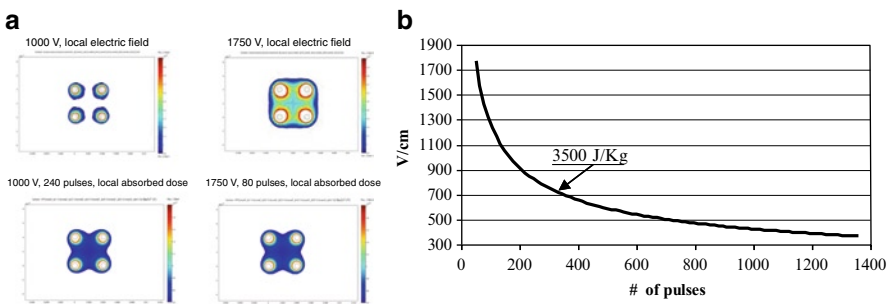 a
1000 V, local electric field
1750 V, local electric field
1000 V, 240 pulses, local absorbed dose
1750 V, 80 pulses, local absorbed dose
b
V/cm
1900
1700
1500
1300
1100
900
700
500
300
3500 J/Kg
0
200
400
600
800
1000
1200
1400
# of pulses